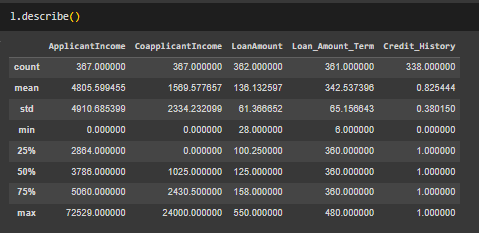 l.describe()
ApplicantIncome CoapplicantIncome LoanAmount Loan_Amount_Term Credit_History
count 367.000000 367.000000 362.000000 361.000000 338.000000
mean 4805.599455 1569.577657 136.132597 342.537396 0.825444
std 4910.685399 2334.232099 61.366652 65.156643 0.380150
min 0.000000 0.000000 28.000000 6.000000 0.000000
25% 2864.000000 0.000000 100.250000 360.000000 1.000000
50% 3786.000000 1025.000000 125.000000 360.000000 1.000000
75% 5060.000000 2430.500000 158.000000 360.000000 1.000000
max 72529.000000 24000.000000 550.000000 480.000000 1.000000